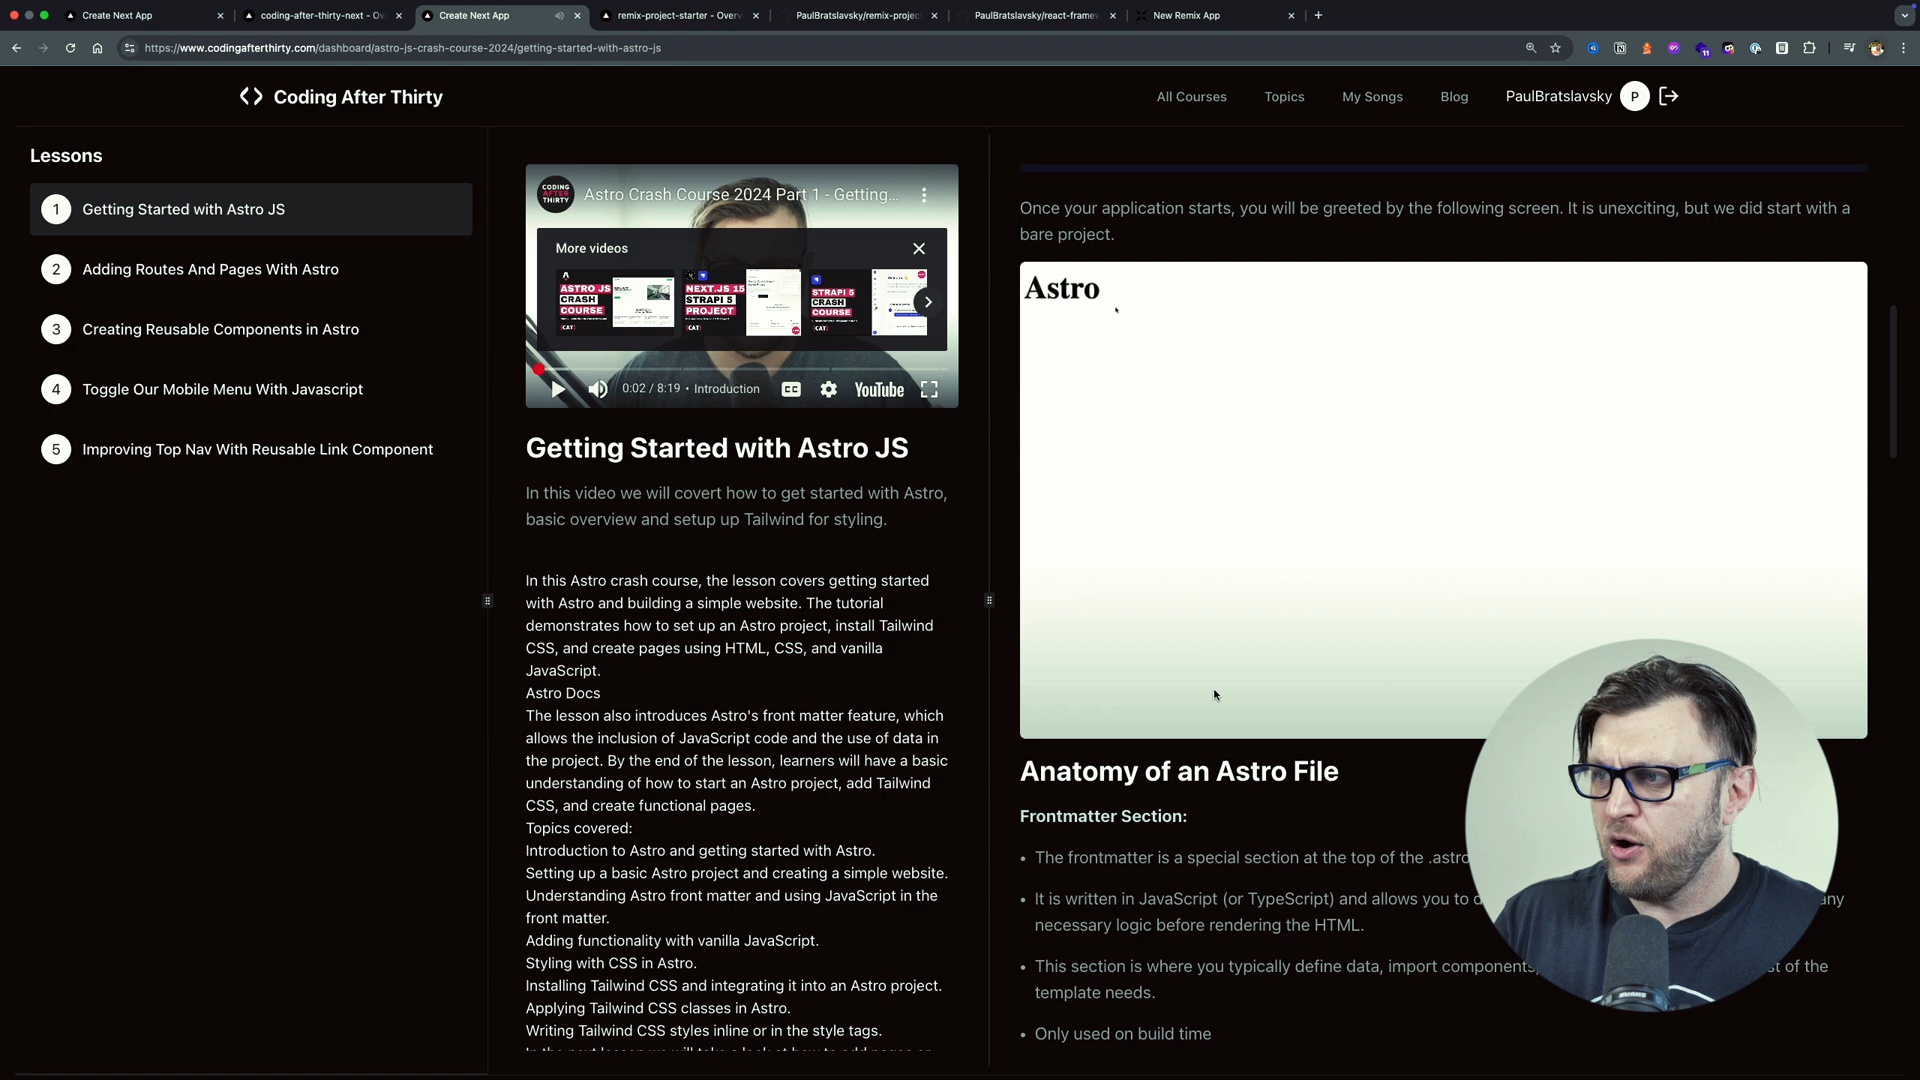 Create Next App
coding-after-thirty-next - Ov
Create Next App
remix-project-starter - Over
PaulBratslavsky/remix-projec
PaulBratslavsky/react-frame
New Remix App
https://www.codingafterthirty.com/dashboard/astro-js-crash-course-2024/getting-started-with-astro-js
Coding After Thirty
All Courses
Topics
My Songs
Blog
PaulBratslavsky
P
Lessons
1 Getting Started with Astro JS
2 Adding Routes And Pages With Astro
3 Creating Reusable Components in Astro
4 Toggle Our Mobile Menu With Javascript
5 Improving Top Nav With Reusable Link Component
CODING
AFTER
THIRTY
Astro Crash Course 2024 Part 1 - Getting...
More videos
ASTRO JS
CRASH
COURSE
{CAT}
NEXT.JS 15
STRAPI 5
PROJECT
{CAT}
STRAPI 5
CRASH
COURSE
{CAT}
0:02 / 8:19 • Introduction
CC
YouTube
Getting Started with Astro JS
In this video we will covert how to get started with Astro,
basic overview and setup up Tailwind for styling.
In this Astro crash course, the lesson covers getting started
with Astro and building a simple website. The tutorial
demonstrates how to set up an Astro project, install Tailwind
CSS, and create pages using HTML, CSS, and vanilla
JavaScript.
Astro Docs
The lesson also introduces Astro's front matter feature, which
allows the inclusion of JavaScript code and the use of data in
the project. By the end of the lesson, learners will have a basic
understanding of how to start an Astro project, add Tailwind
CSS, and create functional pages.
Topics covered:
Introduction to Astro and getting started with Astro.
Setting up a basic Astro project and creating a simple website.
Understanding Astro front matter and using JavaScript in the
front matter.
Adding functionality with vanilla JavaScript.
Styling with CSS in Astro.
Installing Tailwind CSS and integrating it into an Astro project.
Applying Tailwind CSS classes in Astro.
Writing Tailwind CSS styles inline or in the style tags.
Once your application starts, you will be greeted by the following screen. It is unexciting, but we did start with a
bare project.
Astro
Anatomy of an Astro File
Frontmatter Section:
• The frontmatter is a special section at the top of the .astro
• It is written in JavaScript (or TypeScript) and allows you to any
necessary logic before rendering the HTML.
• This section is where you typically define data, import components, of the
template needs.
• Only used on build time